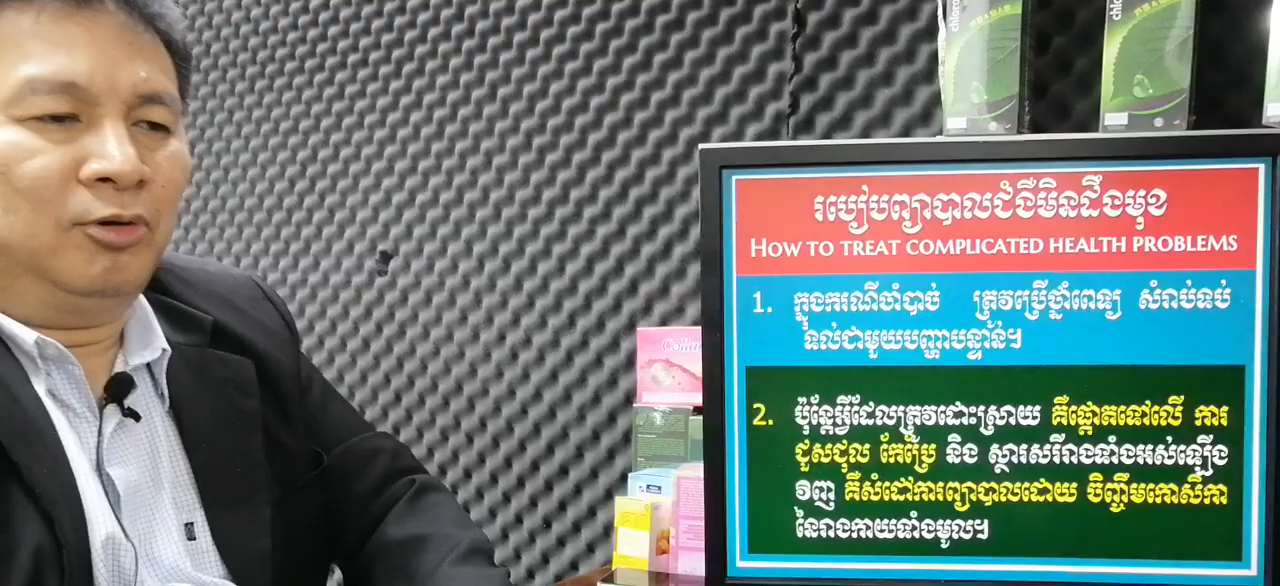 chloro
chloro
របៀបព្យាបាលជំងឺមិនដឹងមុខ
HOW TO TREAT COMPLICATED HEALTH PROBLEMS
1. ក្នុងករណីចាំបាច់ ត្រូវប្រើថ្នាំពេទ្យ សំរាប់ទប់
ទល់ជាមួយបញ្ហាបន្ទាន់។
2. ប៉ុន្តែអ្វីដែលត្រូវដោះស្រាយ គឺផ្តោតទៅលើ ការ
ជួសជុល កែប្រែ និង ស្តារសរីរាងទាំងអស់ឡើង
វិញ គឺសំដៅការព្យាបាលដោយ ចិញ្ចឹមកោសិកា
នៃរាងកាយទាំងមូល។
Colla